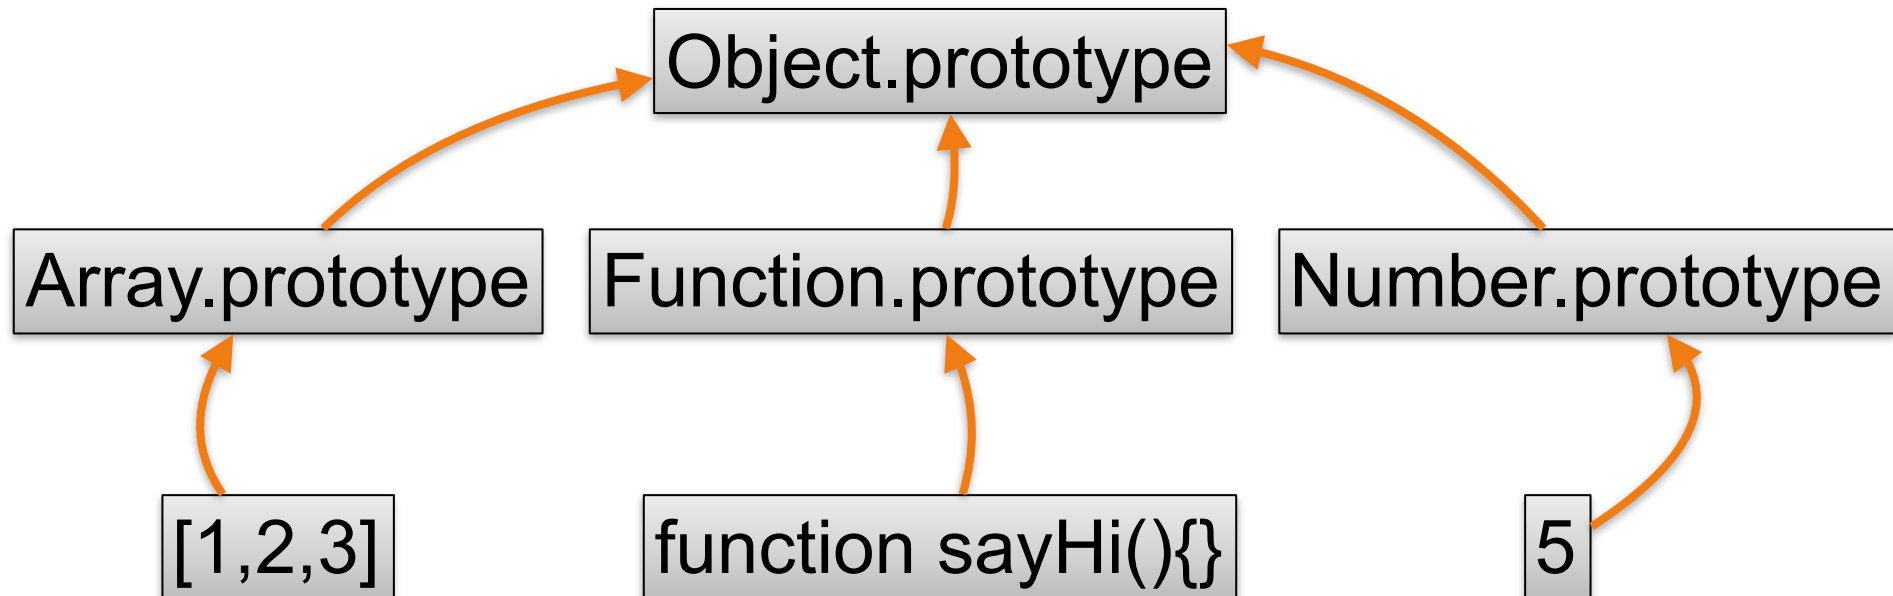 Object.prototype
Array.prototype
Function.prototype
Number.prototype
[1,2,3]
function sayHi(){}
5